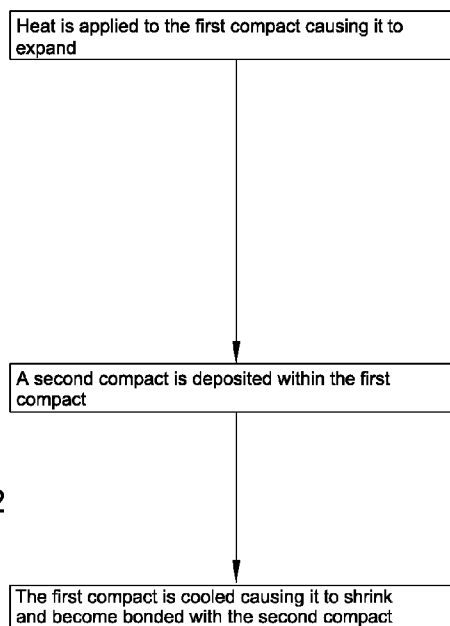 Heat is applied to the first compact causing it to
expand
A second compact is deposited within the first
compact
2
The first compact is cooled causing it to shrink
and become bonded with the second compact